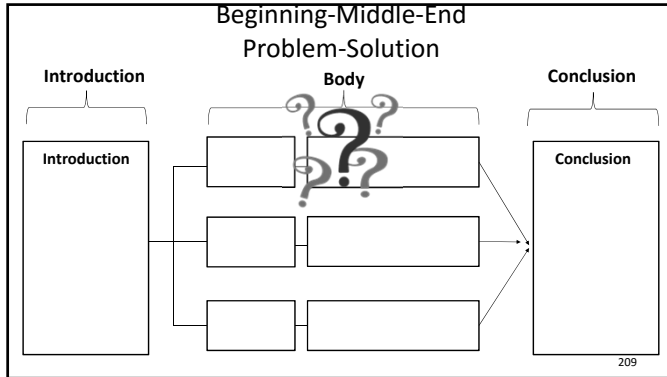 Beginning-Middle-End
Problem-Solution
Introduction
Body
Conclusion
Introduction
Conclusion
?
?
?
?
?
209